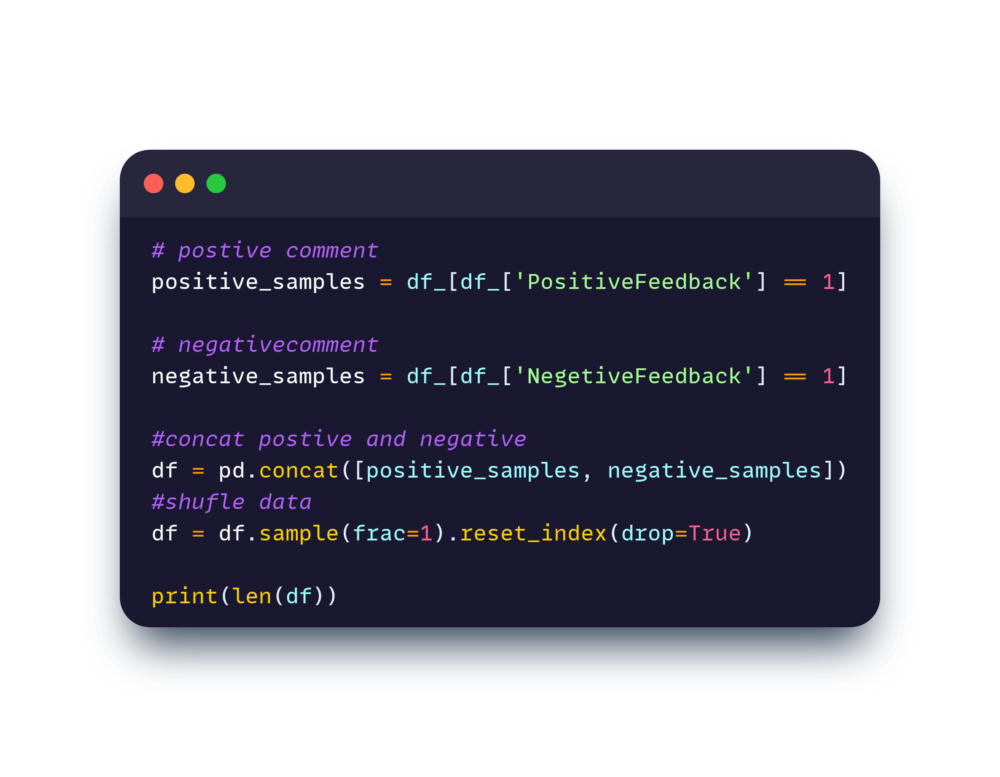 # postive comment
positive_samples = df_[df_['PositiveFeedback'] == 1]
# negativecomment
negative_samples = df_[df_['NegetiveFeedback'] == 1]
#concat postive and negative
df = pd.concat([positive_samples, negative_samples])
#shufle data
df = df.sample(frac=1).reset_index(drop=True)
print(len(df))